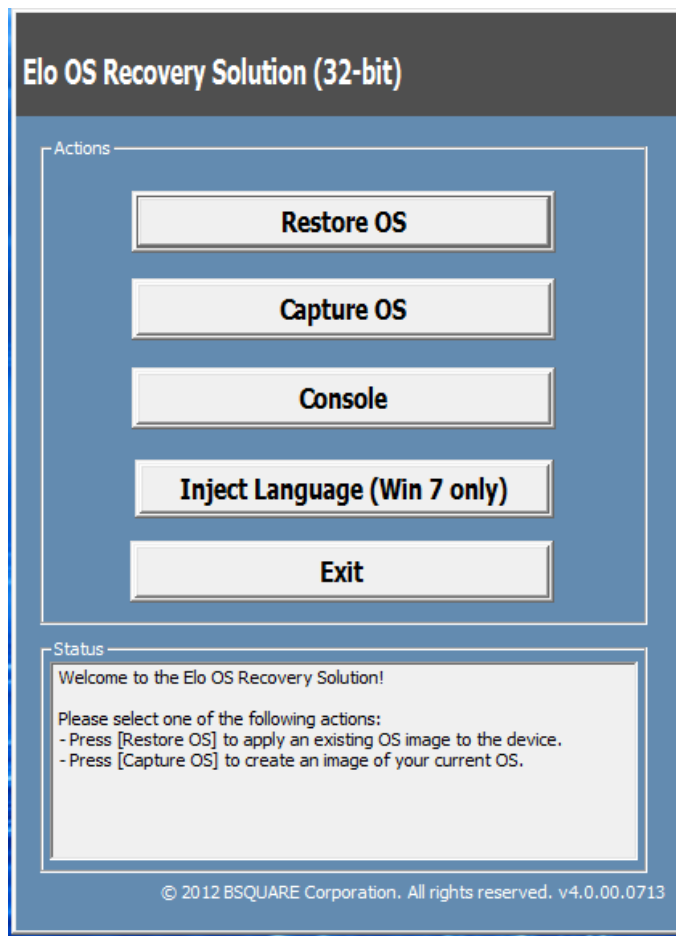 Elo OS Recovery Solution (32-bit)
Actions
Restore OS
Capture OS
Console
Inject Language (Win 7 only)
Exit
Status
Welcome to the Elo OS Recovery Solution!
Please select one of the following actions:
- Press [Restore OS] to apply an existing OS image to the device.
- Press [Capture OS] to create an image of your current OS.
© 2012 BSQUARE Corporation. All rights reserved. v4.0.00.0713